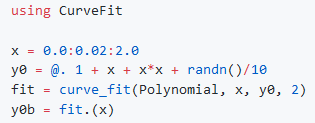 using CurveFit
x = 0.0:0.02:2.0
y0 = @. 1 + x + x*x + randn()/10
fit = curve_fit(Polynomial, x, y0, 2)
y0b = fit.(x)